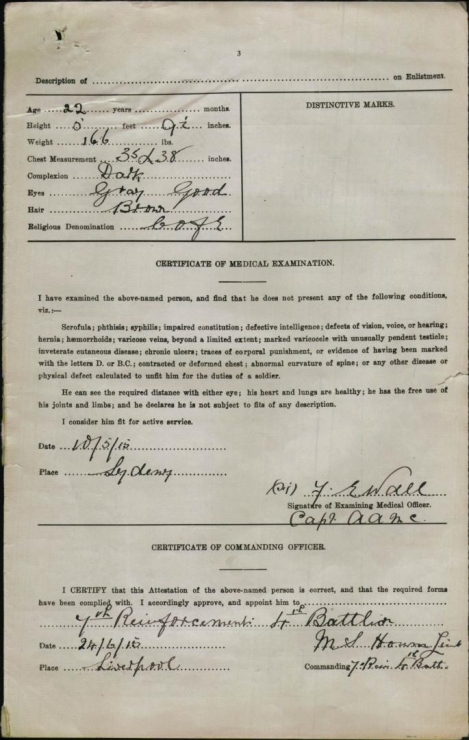 3
Description of on Enlistment.
Age 22 years months.
Height 5 feet 9½ inches.
Weight 166 lbs.
Chest Measurement 35 & 38 inches.
Complexion Dark
Eyes Gray Good
Hair Brown
Religious Denomination C of E
DISTINCTIVE MARKS.
CERTIFICATE OF MEDICAL EXAMINATION.
I have examined the above-named person, and find that he does not present any of the following conditions,
viz.:—
Scrofula; phthisis; syphilis; impaired constitution; defective intelligence; defects of vision, voice, or hearing;
hernia; hæmorrhoids; varicose veins, beyond a limited extent; marked varicocele with unusually pendent testicle;
inveterate cutaneous disease; chronic ulcers; traces of corporal punishment, or evidence of having been marked
with the letters D. or B.C.; contracted or deformed chest; abnormal curvature of spine; or any other disease or
physical defect calculated to unfit him for the duties of a soldier.
He can see the required distance with either eye; his heart and lungs are healthy; he has the free use of
his joints and limbs; and he declares he is not subject to fits of any description.
I consider him fit for active service.
Date 10/5/15
Place Sydney
E Wall
Signature of Examining Medical Officer.
Capt. A A M C.
CERTIFICATE OF COMMANDING OFFICER.
I CERTIFY that this Attestation of the above-named person is correct, and that the required forms
have been complied with. I accordingly approve, and appoint him to
7th Reinforcement 4th Battlion
Date 24/6/15
M S
Place Liverpool
Commanding 7 Rein 4th Batt.